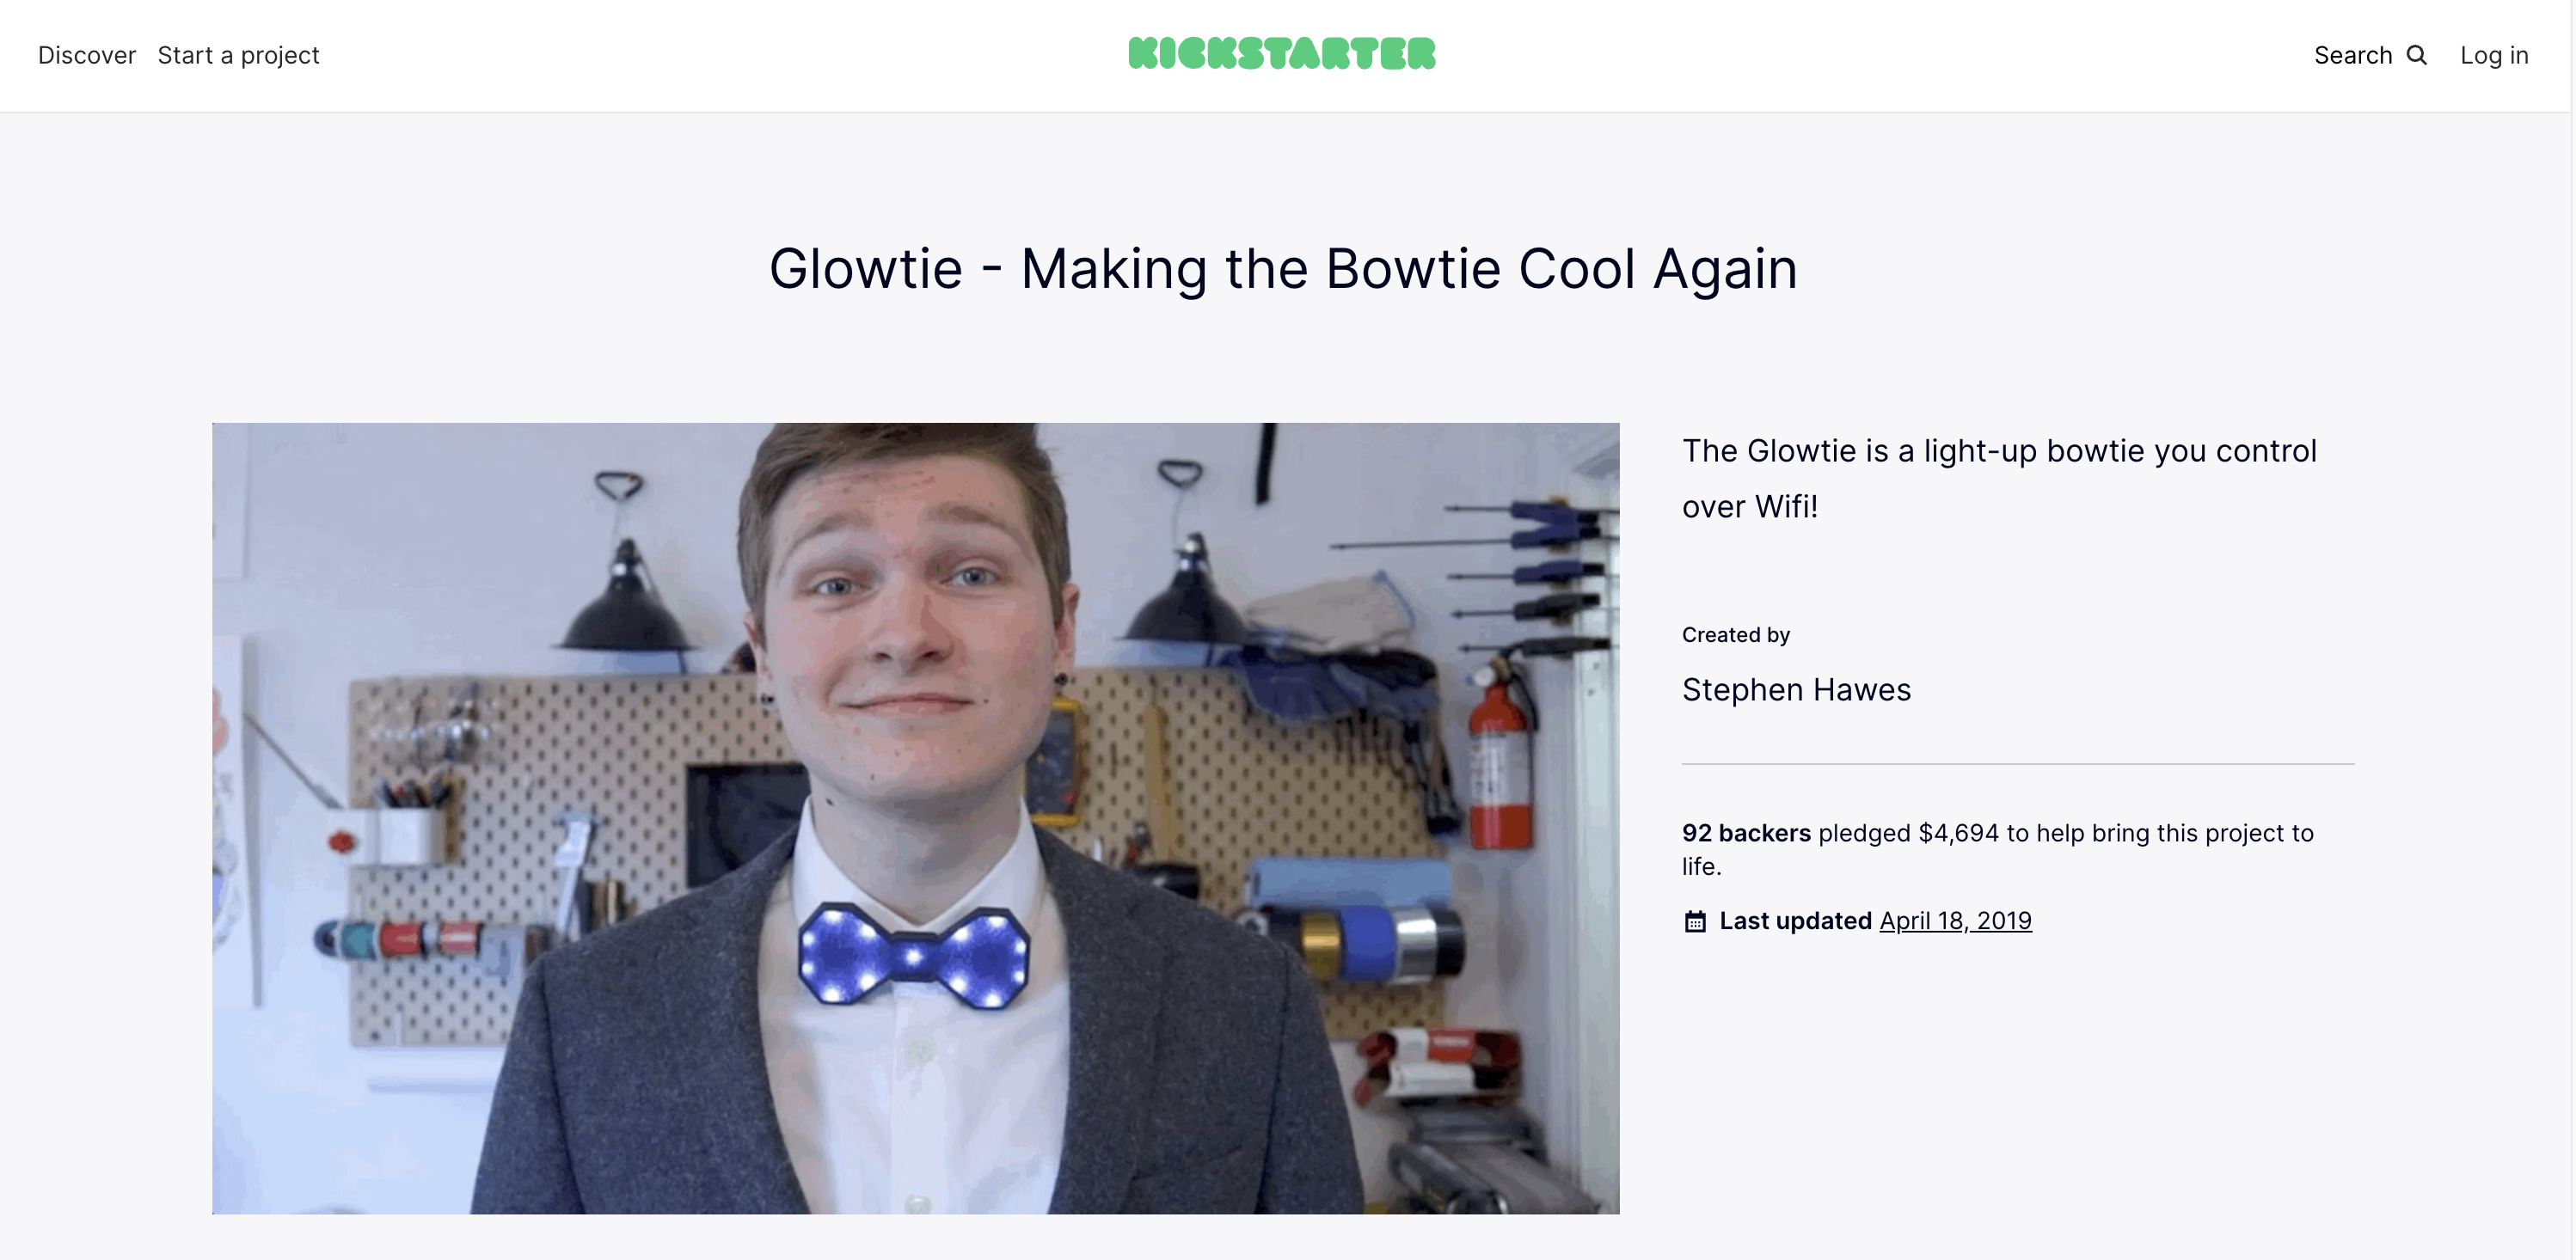 Discover Start a project KICKSTARTER Search Log in
Glowtie - Making the Bowtie Cool Again
The Glowtie is a light-up bowtie you control
over Wifi!
Created by
Stephen Hawes
92 backers pledged $4,694 to help bring this project to
life.
Last updated April 18, 2019